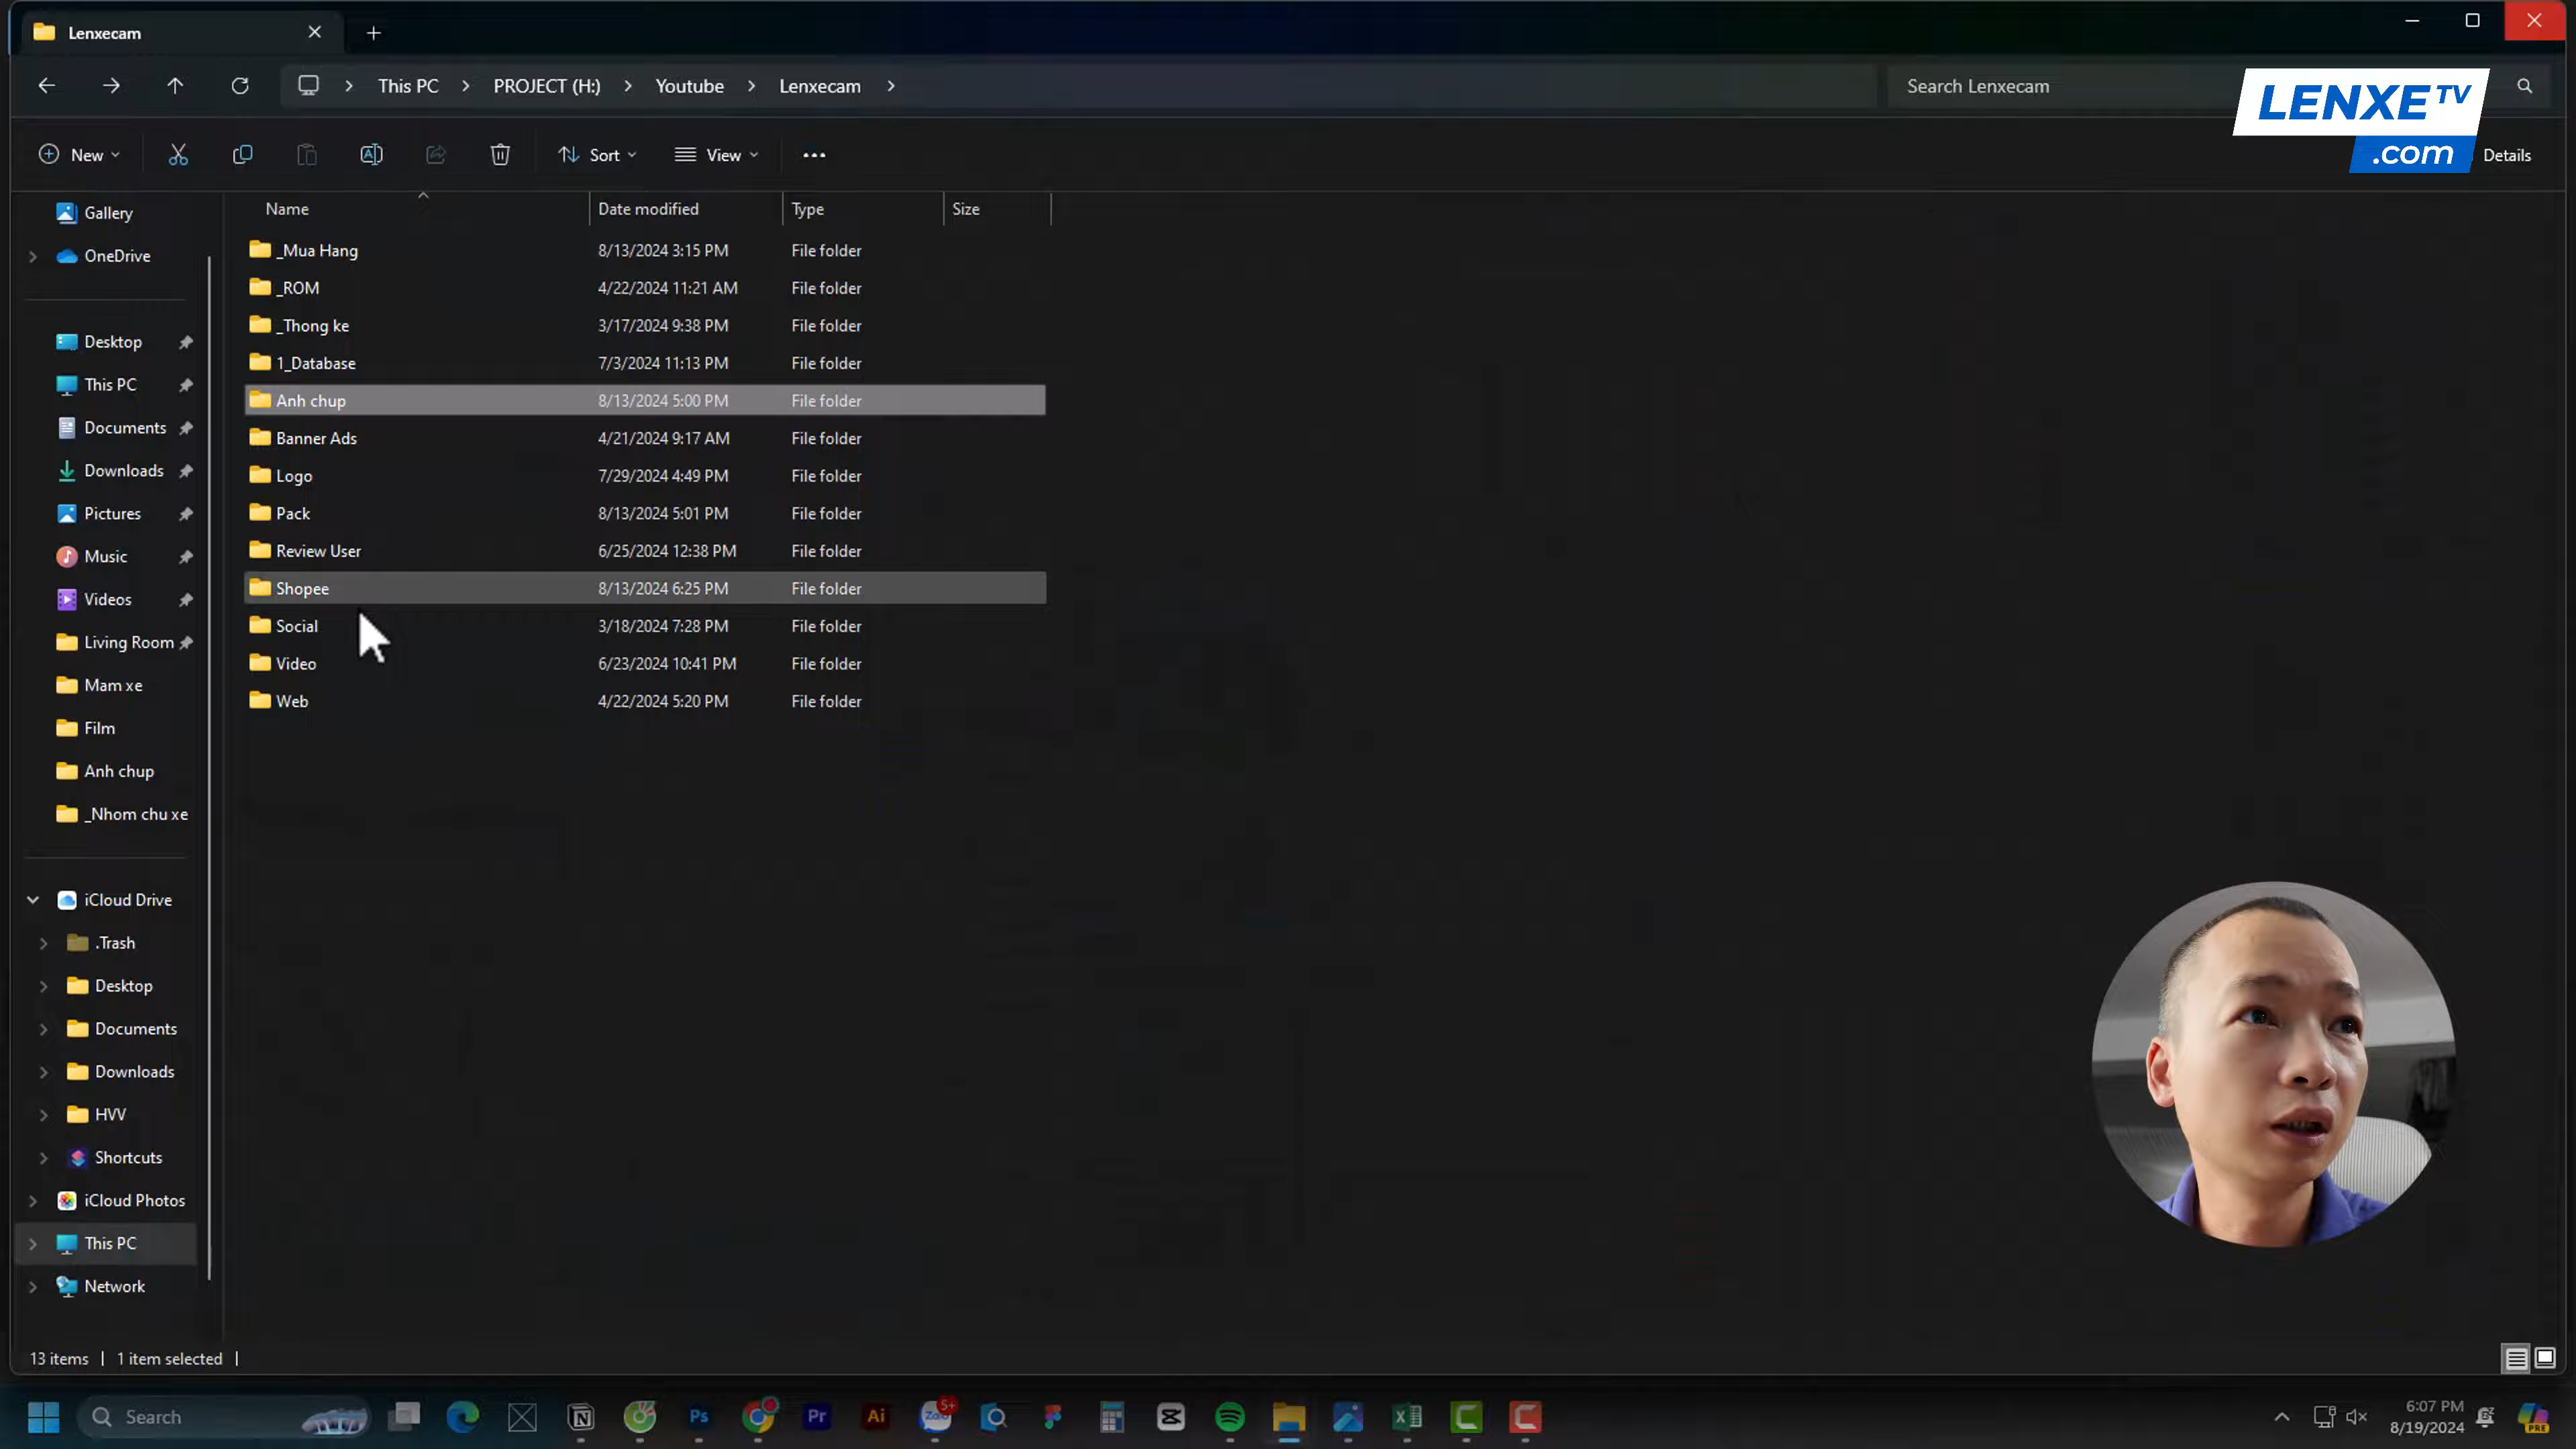 Lenxecam
This PC > PROJECT (H:) > Youtube > Lenxecam >
Search Lenxecam
LENXE TV
.com
New
Sort
View
Details
Name
Date modified
Type
Size
_Mua Hang 8/13/2024 3:15 PM File folder
_ROM 4/22/2024 11:21 AM File folder
_Thong ke 3/17/2024 9:38 PM File folder
1_Database 7/3/2024 11:13 PM File folder
Anh chup 8/13/2024 5:00 PM File folder
Banner Ads 4/21/2024 9:17 AM File folder
Logo 7/29/2024 4:49 PM File folder
Pack 8/13/2024 5:01 PM File folder
Review User 6/25/2024 12:38 PM File folder
Shopee 8/13/2024 6:25 PM File folder
Social 3/18/2024 7:28 PM File folder
Video 6/23/2024 10:41 PM File folder
Web 4/22/2024 5:20 PM File folder
Gallery
OneDrive
Desktop
This PC
Documents
Downloads
Pictures
Music
Videos
Living Room
Mam xe
Film
Anh chup
_Nhom chu xe
iCloud Drive
.Trash
Desktop
Documents
Downloads
HVV
Shortcuts
iCloud Photos
This PC
Network
13 items | 1 item selected |
Search
Ps
Pr
Ai
Zalo
5+
6:07 PM
8/19/2024
PRE